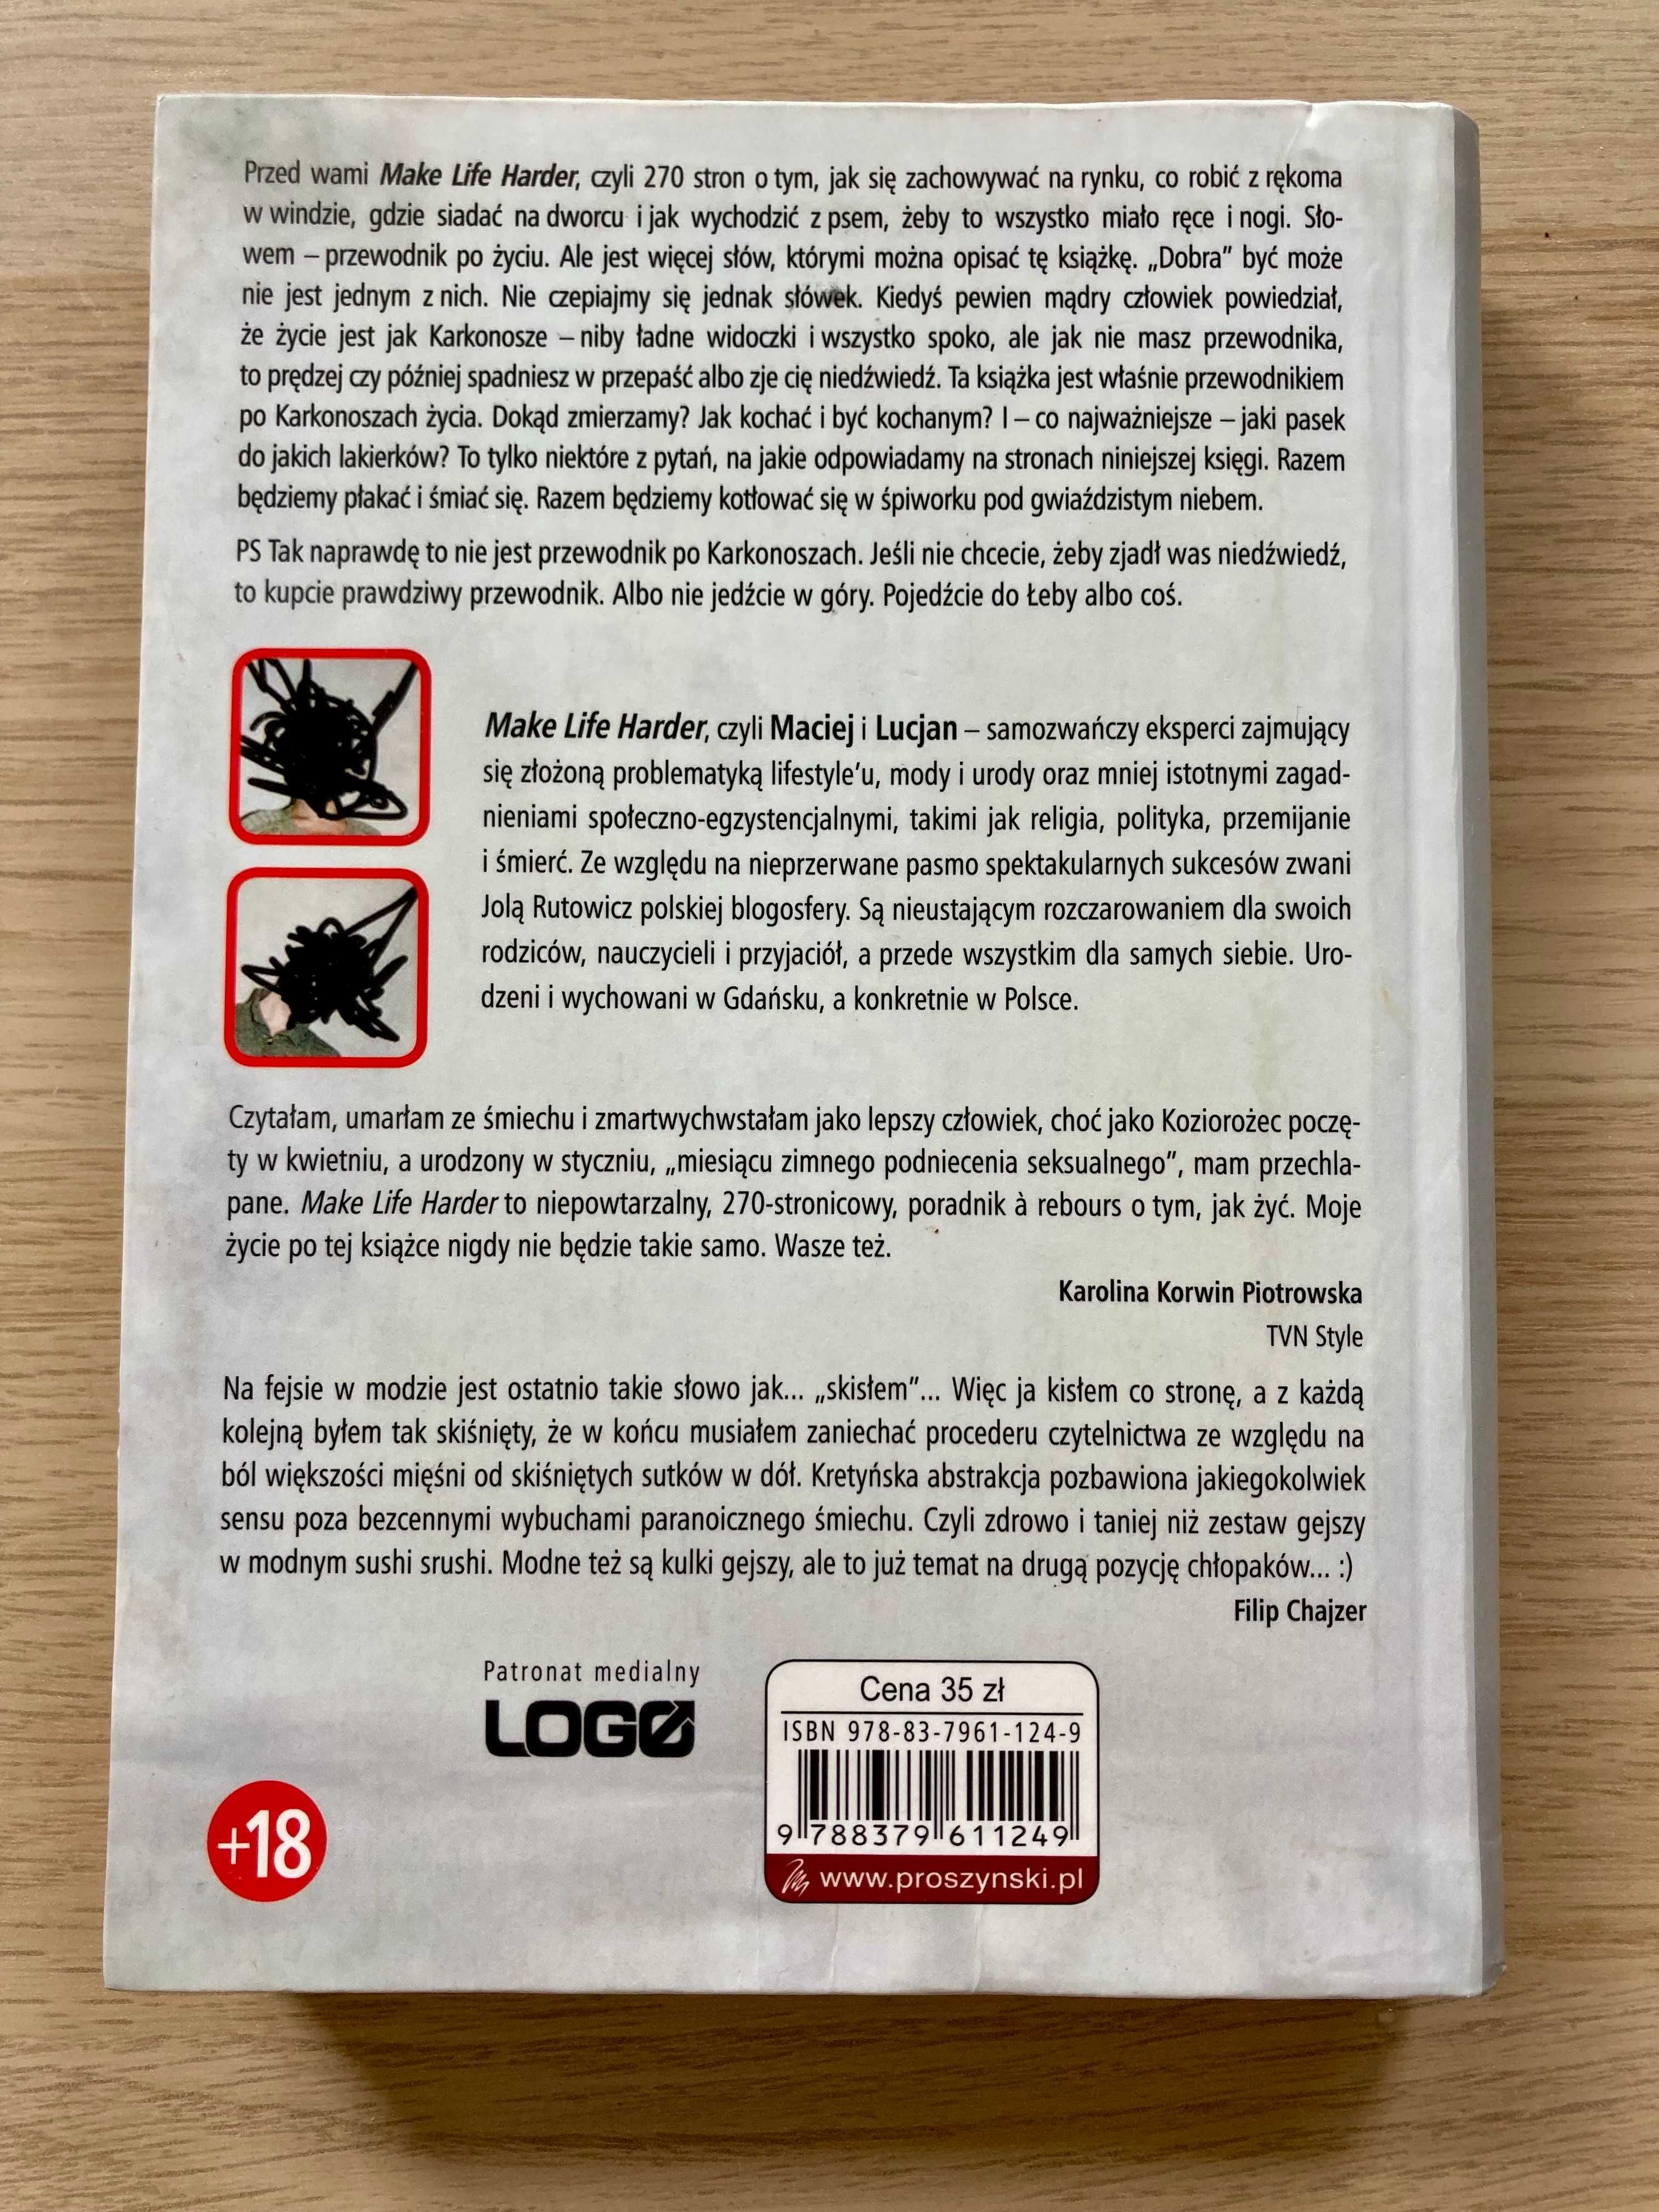 Przed wami Make Life Harder, czyli 270 stron o tym, jak się zachowywać na rynku, co robić z rękoma
w windzie, gdzie siadać na dworcu i jak wychodzić z psem, żeby to wszystko miało ręce i nogi. Sło-
wem – przewodnik po życiu. Ale jest więcej słów, którymi można opisać tę książkę. „Dobra” być może
nie jest jednym z nich. Nie czepiajmy się jednak słówek. Kiedyś pewien mądry człowiek powiedział,
że życie jest jak Karkonosze – niby ładne widoczki i wszystko spoko, ale jak nie masz przewodnika,
to prędzej czy później spadniesz w przepaść albo zje cię niedźwiedź. Ta książka jest właśnie przewodnikiem
po Karkonoszach życia. Dokąd zmierzamy? Jak kochać i być kochanym? I – co najważniejsze – jaki pasek
do jakich lakierków? To tylko niektóre z pytań, na jakie odpowiadamy na stronach niniejszej księgi. Razem
będziemy płakać i śmiać się. Razem będziemy kotłować się w śpiworku pod gwiaździstym niebem.
PS Tak naprawdę to nie jest przewodnik po Karkonoszach. Jeśli nie chcecie, żeby zjadł was niedźwiedź,
to kupcie prawdziwy przewodnik. Albo nie jedźcie w góry. Pojedźcie do Łeby albo coś.
Make Life Harder, czyli Maciej i Lucjan – samozwańczy eksperci zajmujący
się złożoną problematyką lifestyle'u, mody i urody oraz mniej istotnymi zagad-
nieniami społeczno-egzystencjalnymi, takimi jak religia, polityka, przemijanie
i śmierć. Ze względu na nieprzerwane pasmo spektakularnych sukcesów zwani
Jolą Rutowicz polskiej blogosfery. Są nieustającym rozczarowaniem dla swoich
rodziców, nauczycieli i przyjaciół, a przede wszystkim dla samych siebie. Uro-
dzeni i wychowani w Gdańsku, a konkretnie w Polsce.
Czytałam, umarłam ze śmiechu i zmartwychwstałam jako lepszy człowiek, choć jako Koziorożec poczę-
ty w kwietniu, a urodzony w styczniu, „miesiącu zimnego podniecenia seksualnego”, mam przechla-
pane. Make Life Harder to niepowtarzalny, 270-stronicowy, poradnik à rebours o tym, jak żyć. Moje
życie po tej książce nigdy nie będzie takie samo. Wasze też.
Karolina Korwin Piotrowska
TVN Style
Na fejsie w modzie jest ostatnio takie słowo jak... „skisłem”... Więc ja kisłem co stronę, a z każdą
kolejną byłem tak skiśnięty, że w końcu musiałem zaniechać procederu czytelnictwa ze względu na
ból większości mięśni od skiśniętych sutków w dół. Kretyńska abstrakcja pozbawiona jakiegokolwiek
sensu poza bezcennymi wybuchami paranoicznego śmiechu. Czyli zdrowo i taniej niż zestaw gejszy
w modnym sushi srushi. Modne też są kulki gejszy, ale to już temat na drugą pozycję chłopaków... :)
Filip Chajzer
Patronat medialny
LOGO
Cena 35 zł
ISBN 978-83-7961-124-9
9 788379 611249
www.proszynski.pl
+18